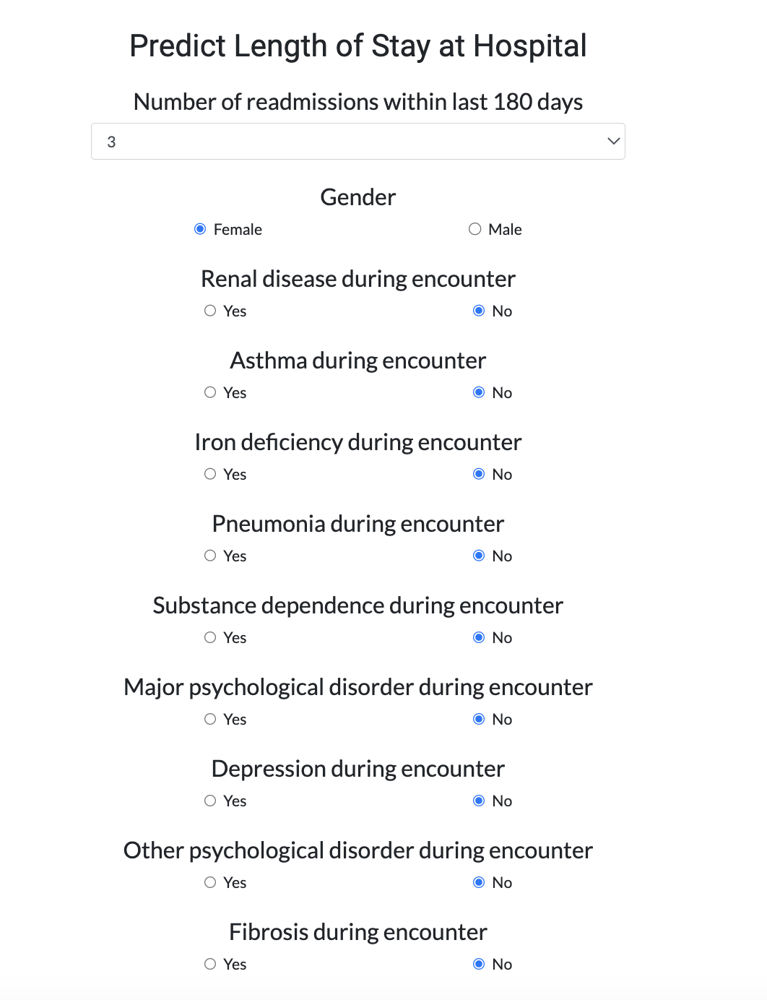 Predict Length of Stay at Hospital
Number of readmissions within last 180 days
3
Gender
Female Male
Renal disease during encounter
Yes No
Asthma during encounter
Yes No
Iron deficiency during encounter
Yes No
Pneumonia during encounter
Yes No
Substance dependence during encounter
Yes No
Major psychological disorder during encounter
Yes No
Depression during encounter
Yes No
Other psychological disorder during encounter
Yes No
Fibrosis during encounter
Yes No